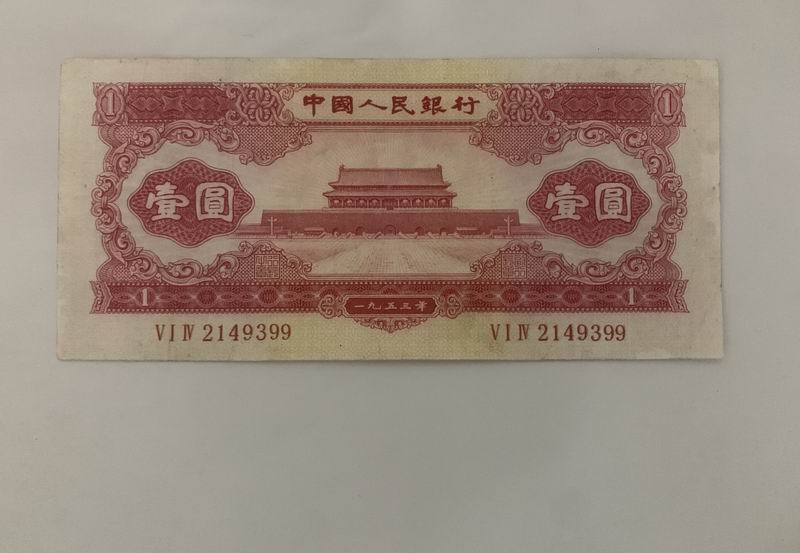 1 中國人民銀行 1
壹圓 壹圓
1 一九五三年 1
VI IV 2149399 VI IV 2149399